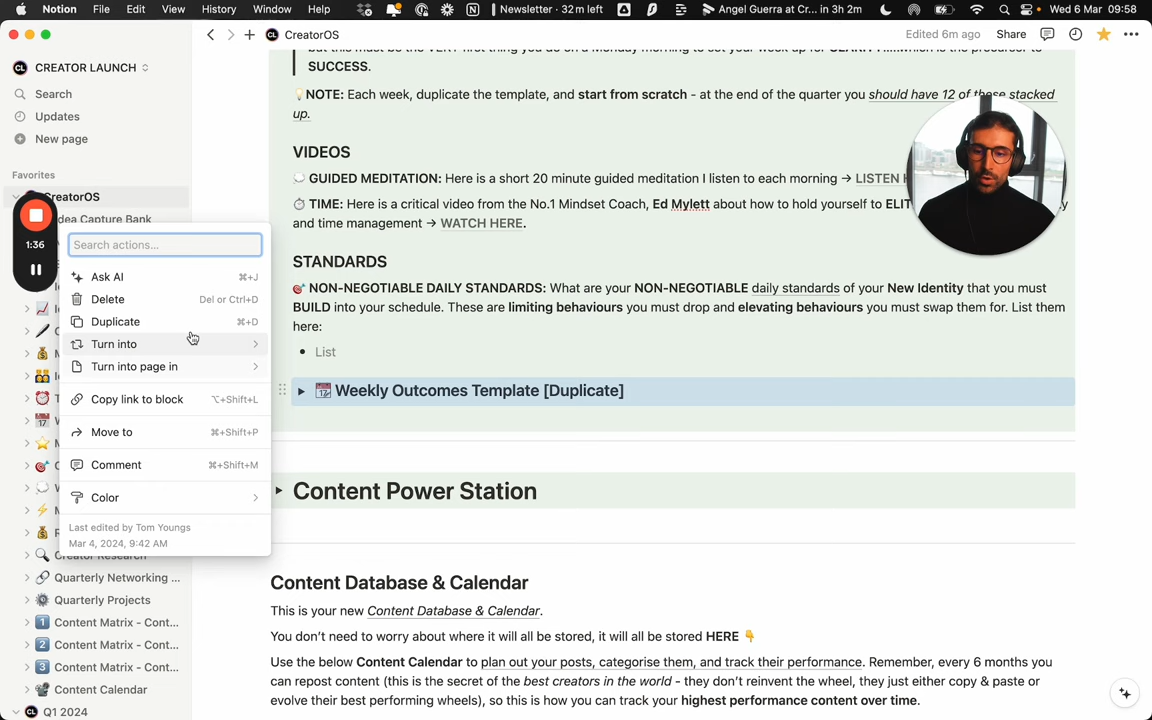 Notion File Edit View History Window Help Newsletter · 32m left Angel Guerra at Cr... in 3h 2m Wed 6 Mar 09:58
CreatorOS Edited 6m ago Share
CREATOR LAUNCH
Search
Updates
New page
Favorites
CreatorOS
Idea Capture Bank
1:36
Search actions...
Ask AI ⌘+J
Delete Del or Ctrl+D
Duplicate ⌘+D
Turn into
Turn into page in
Copy link to block ⌥+Shift+L
Move to ⌘+Shift+P
Comment ⌘+Shift+M
Color
Last edited by Tom Youngs
Mar 4, 2024, 9:42 AM
Creator Research
Quarterly Networking ...
Quarterly Projects
1 Content Matrix - Cont...
2 Content Matrix - Cont...
3 Content Matrix - Cont...
Content Calendar
Q1 2024
SUCCESS.
💡NOTE: Each week, duplicate the template, and start from scratch - at the end of the quarter you should have 12 of these stacked
up.
VIDEOS
💭 GUIDED MEDITATION: Here is a short 20 minute guided meditation I listen to each morning → LISTEN
⏱ TIME: Here is a critical video from the No.1 Mindset Coach, Ed Mylett about how to hold yourself to
and time management → WATCH HERE.
STANDARDS
🎯 NON-NEGOTIABLE DAILY STANDARDS: What are your NON-NEGOTIABLE daily standards of your New Identity that you must
BUILD into your schedule. These are limiting behaviours you must drop and elevating behaviours you must swap them for. List them
here:
• List
📆 Weekly Outcomes Template [Duplicate]
Content Power Station
Content Database & Calendar
This is your new Content Database & Calendar.
You don't need to worry about where it will all be stored, it will all be stored HERE 👇
Use the below Content Calendar to plan out your posts, categorise them, and track their performance. Remember, every 6 months you
can repost content (this is the secret of the best creators in the world - they don't reinvent the wheel, they just either copy & paste or
evolve their best performing wheels), so this is how you can track your highest performance content over time.